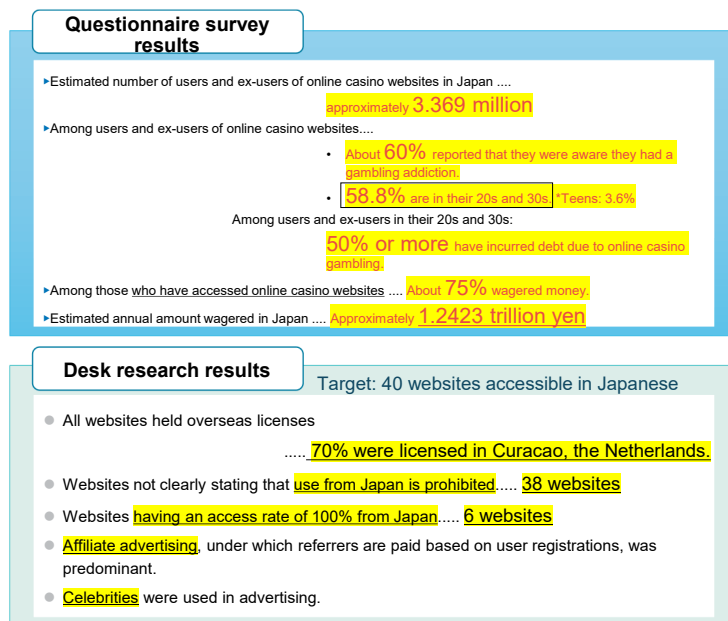 Questionnaire survey
results
▸Estimated number of users and ex-users of online casino websites in Japan ....
approximately 3.369 million
▸Among users and ex-users of online casino websites....
• About 60% reported that they were aware they had a
gambling addiction.
• 58.8% are in their 20s and 30s. *Teens: 3.6%
Among users and ex-users in their 20s and 30s:
50% or more have incurred debt due to online casino
gambling.
▸Among those who have accessed online casino websites .... About 75% wagered money.
▸Estimated annual amount wagered in Japan .... Approximately 1.2423 trillion yen
Desk research results
Target: 40 websites accessible in Japanese
● All websites held overseas licenses
..... 70% were licensed in Curacao, the Netherlands.
● Websites not clearly stating that use from Japan is prohibited..... 38 websites
● Websites having an access rate of 100% from Japan..... 6 websites
● Affiliate advertising, under which referrers are paid based on user registrations, was
predominant.
● Celebrities were used in advertising.